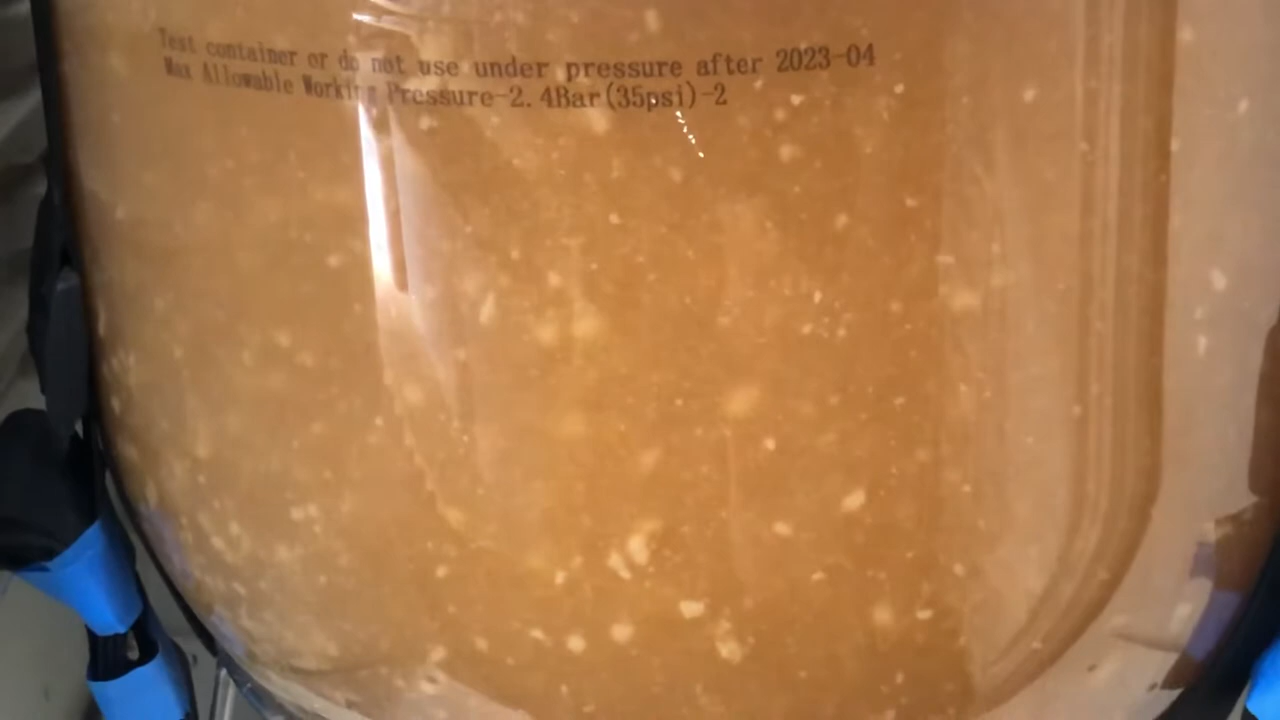 Test container or do not use under pressure after 2023-04
Max Allowable Working Pressure-2.4Bar(35psi)-2